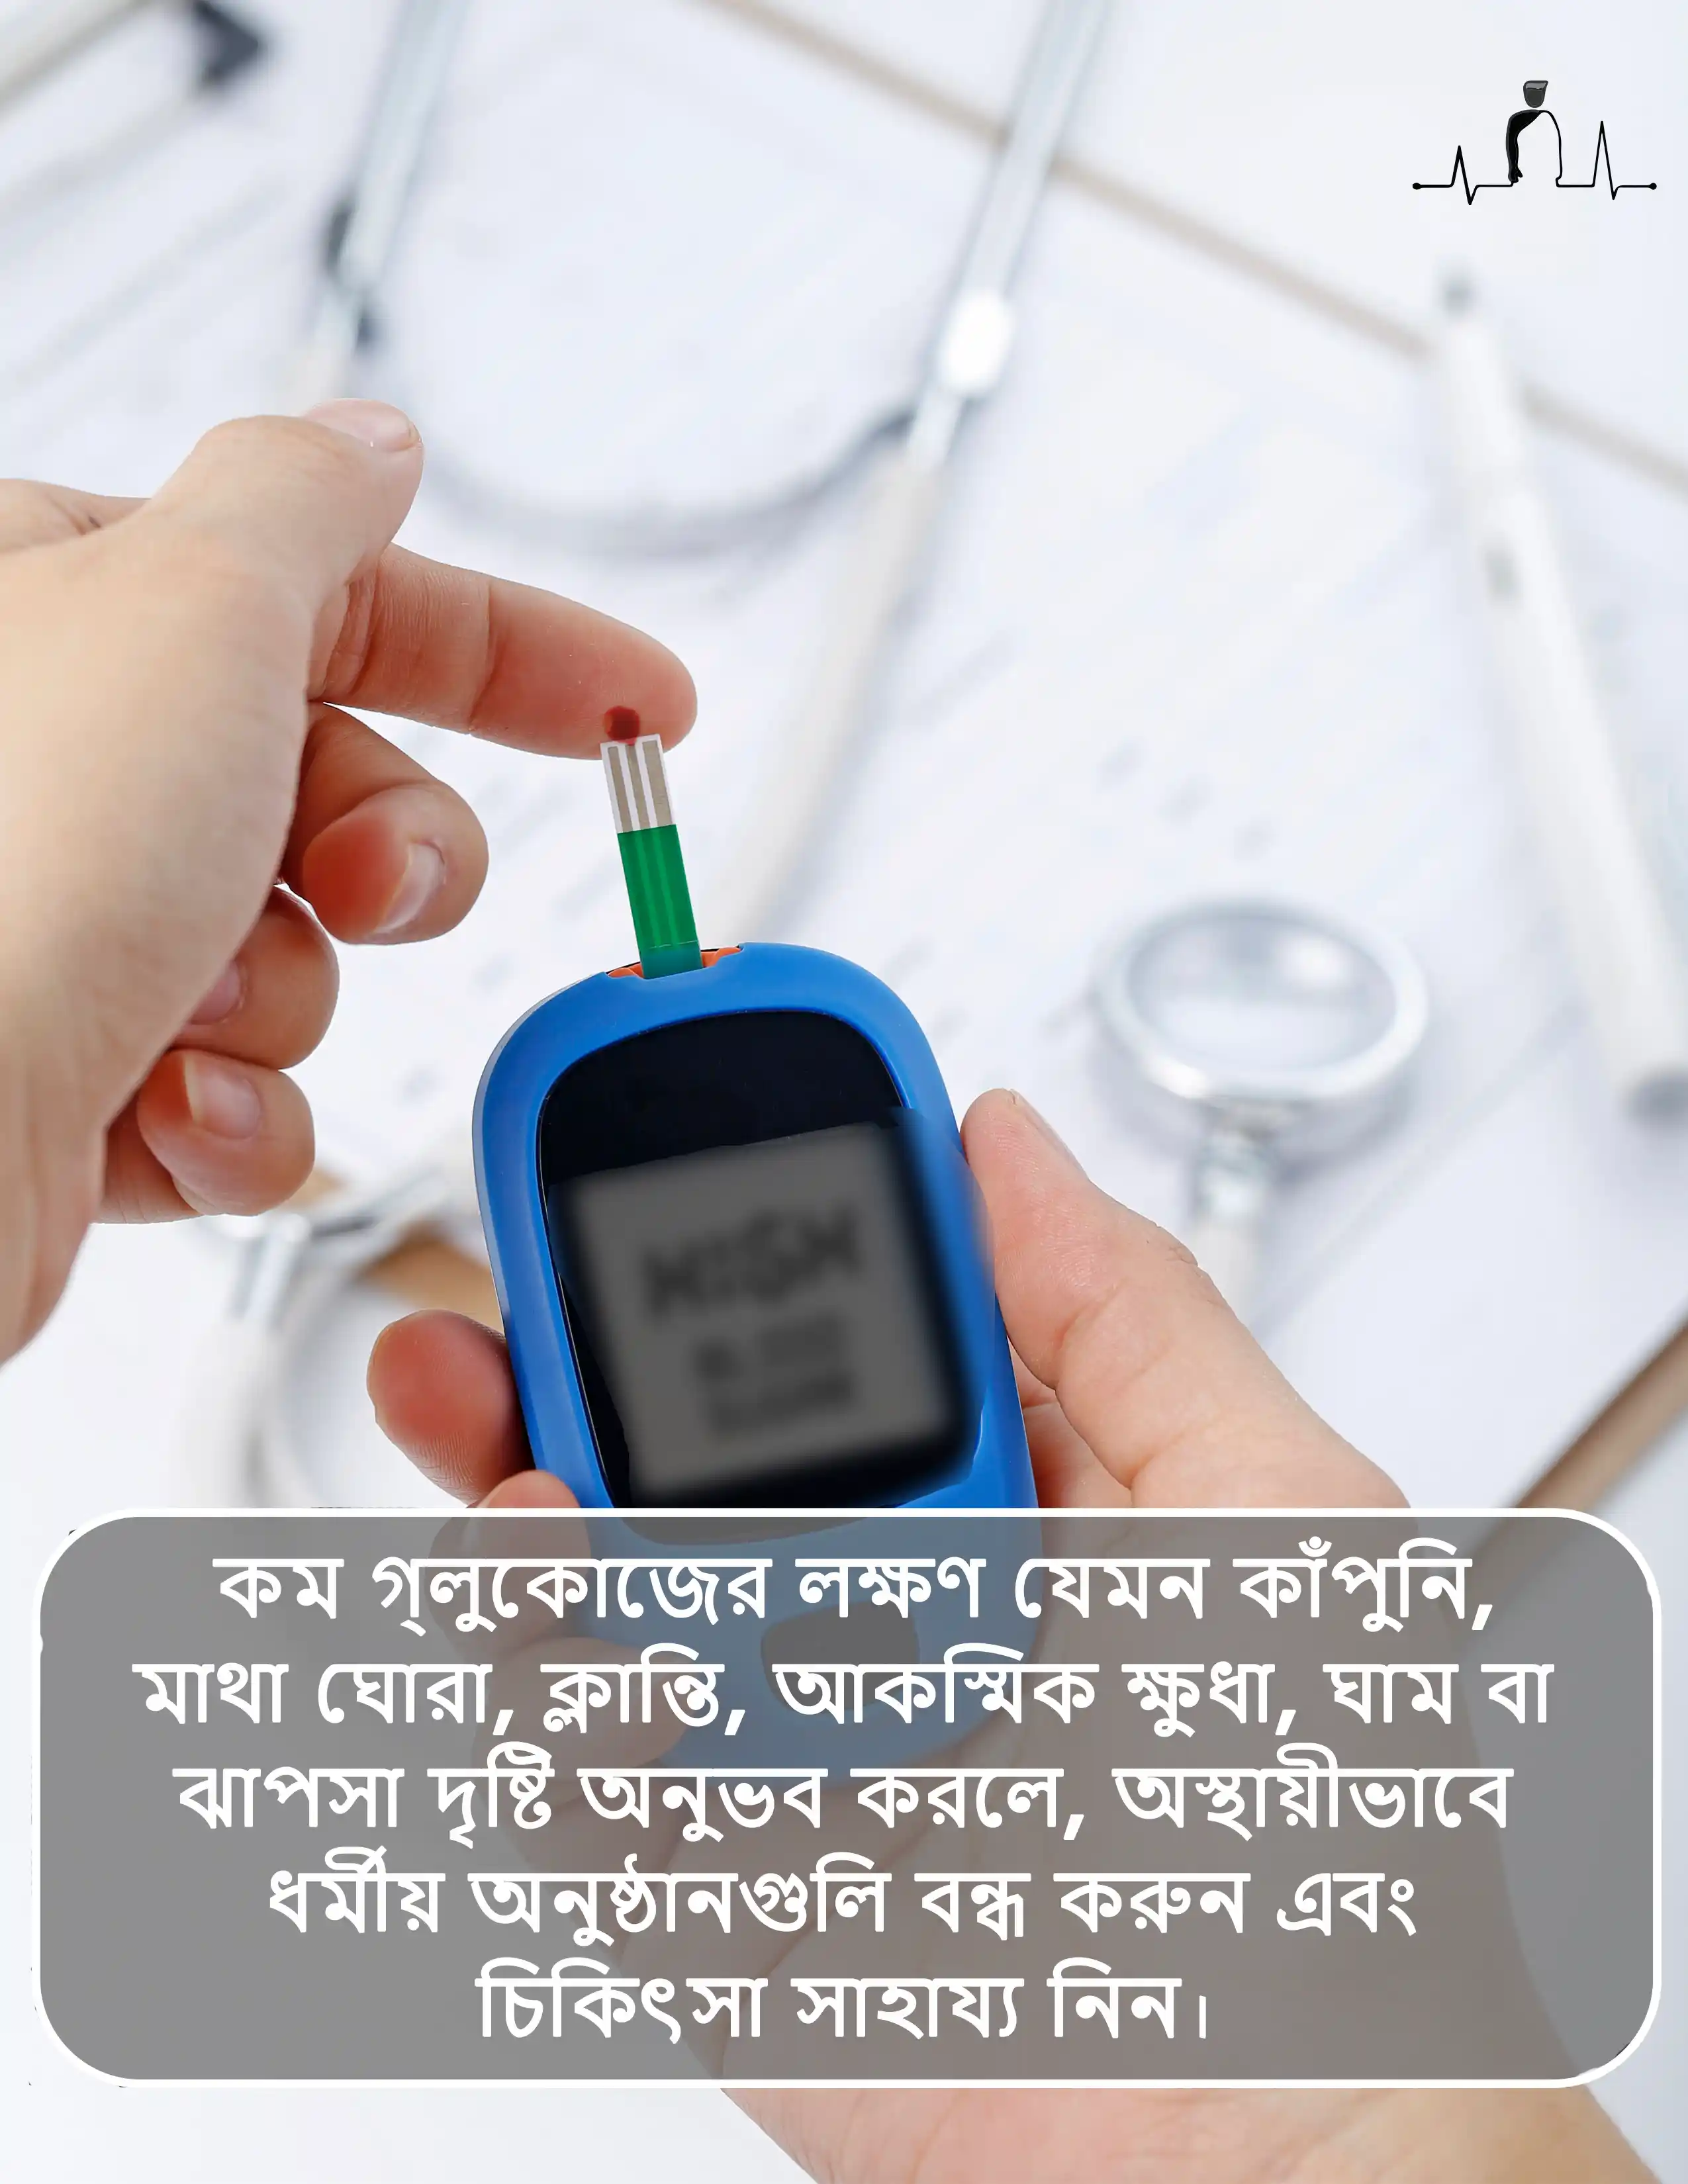 কম গ্লুকোজের লক্ষণ যেমন কাঁপুনি,
মাথা ঘোরা, ক্লান্তি, আকস্মিক ক্ষুধা, ঘাম বা
ঝাপসা দৃষ্টি অনুভব করলে, অস্থায়ীভাবে
ধর্মীয় অনুষ্ঠানগুলি বন্ধ করুন এবং
চিকিৎসা সাহায্য নিন।